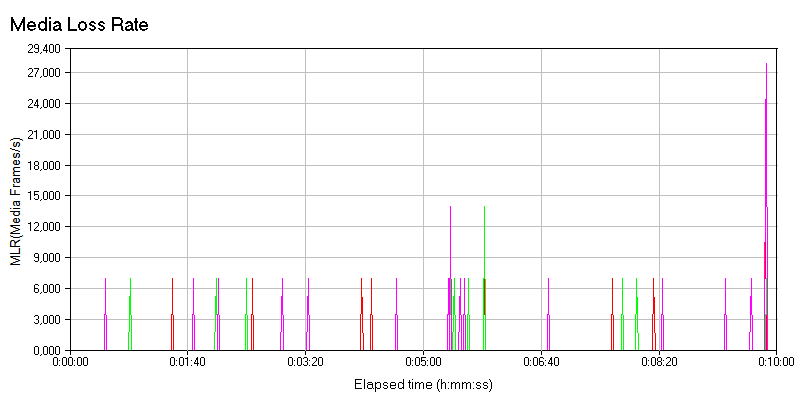 Media Loss Rate
29,400
27,000
24,000
21,000
18,000
15,000
12,000
9,000
6,000
3,000
0,000
MLR(Media Frames/s)
0:00:00 0:01:40 0:03:20 0:05:00 0:06:40 0:08:20 0:10:00
Elapsed time (h:mm:ss)